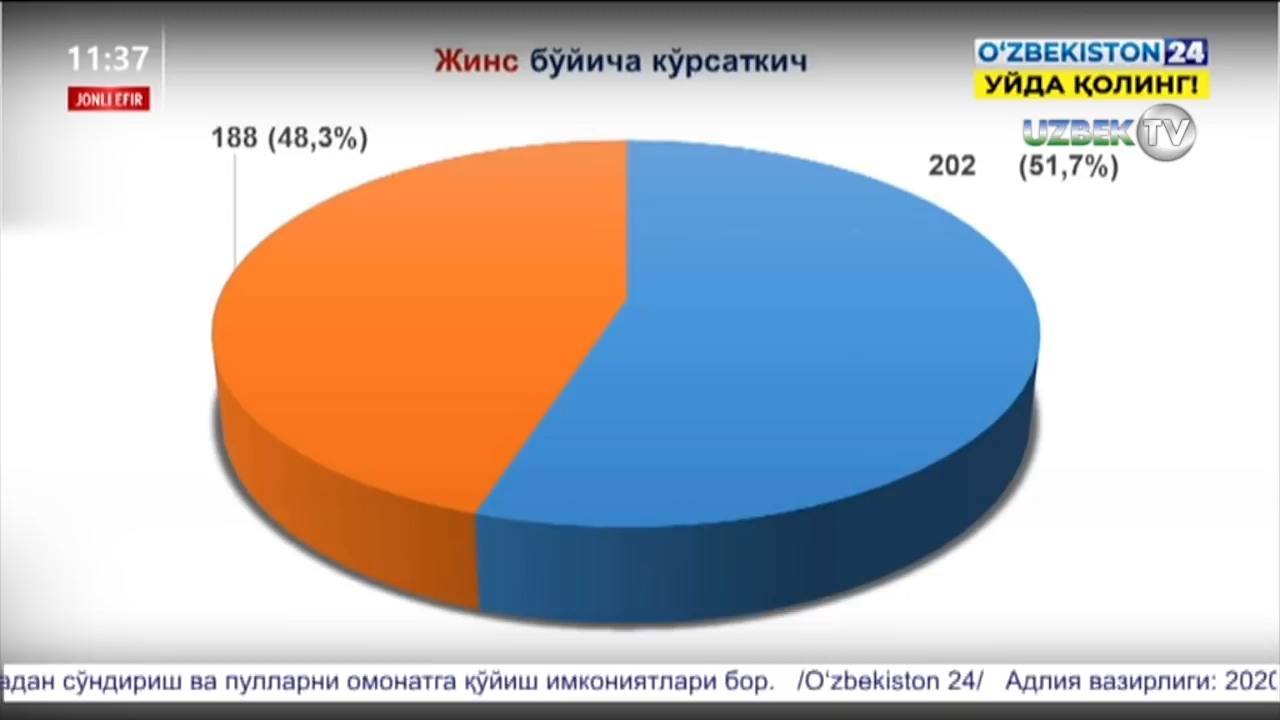 11:37
JONLI EFIR
Жинс бўйича кўрсаткич
O‘ZBEKISTON 24
УЙДА ҚОЛИНГ!
UZBEK TV
188 (48,3%)
202 (51,7%)
адан сўндириш ва пулларни омонатга қўйиш имкониятлари бор. /O‘zbekiston 24/ Адлия вазирлиги: 2020